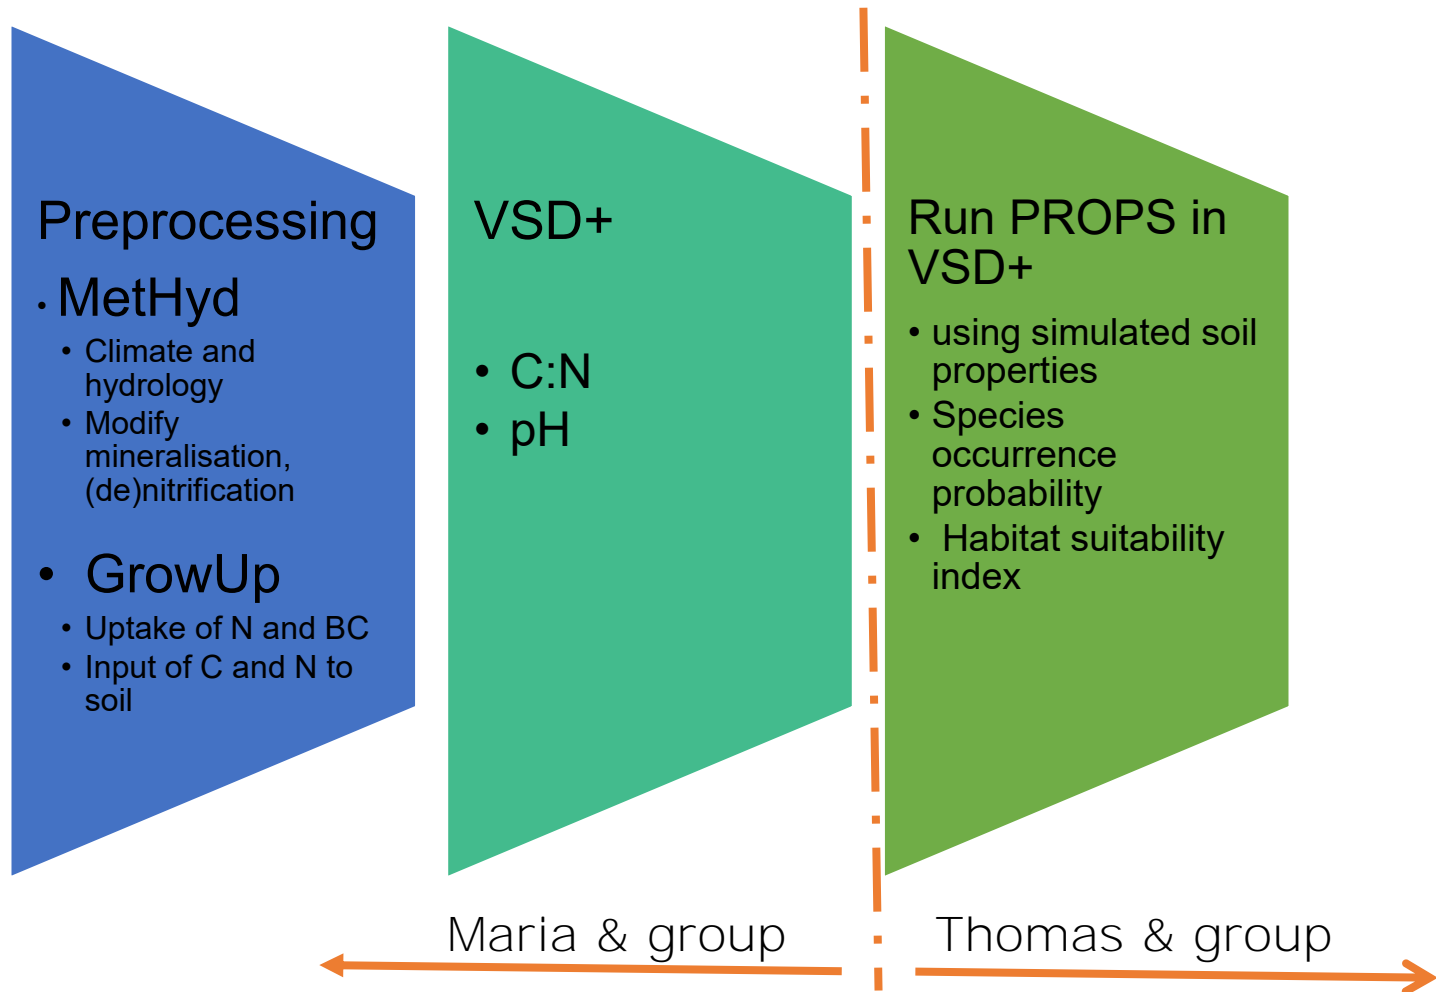 Preprocessing
• MetHyd
• Climate and
hydrology
• Modify
mineralisation,
(de)nitrification
• GrowUp
• Uptake of N and BC
• Input of C and N to
soil
VSD+
• C:N
• pH
Run PROPS in
VSD+
• using simulated soil
properties
• Species
occurrence
probability
• Habitat suitability
index
Maria & group
Thomas & group